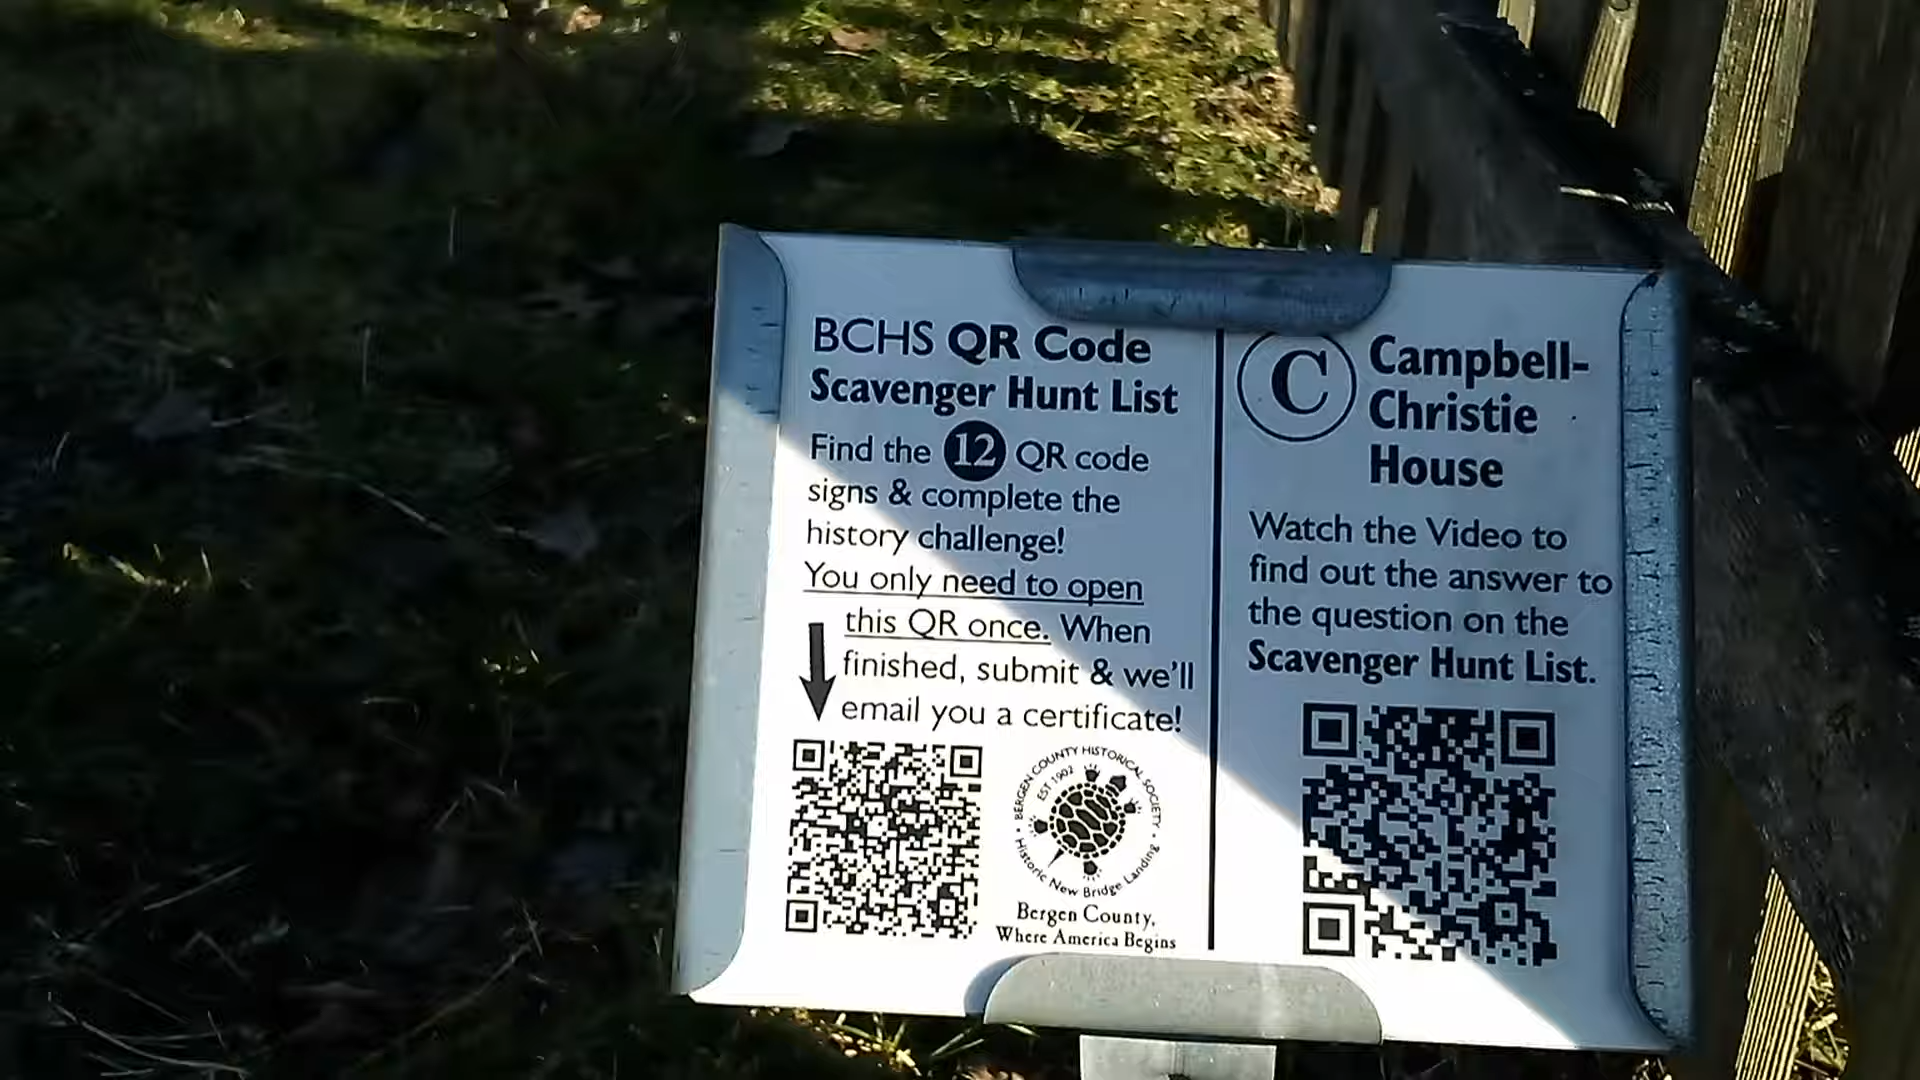 BCHS QR Code
Scavenger Hunt List
Find the 12 QR code
signs & complete the
history challenge!
You only need to open
this QR once. When
finished, submit & we'll
email you a certificate!
BERGEN COUNTY HISTORICAL SOCIETY
EST 1902
Historic New Bridge Landing
Bergen County,
Where America Begins
C
Campbell-
Christie
House
Watch the Video to
find out the answer to
the question on the
Scavenger Hunt List.